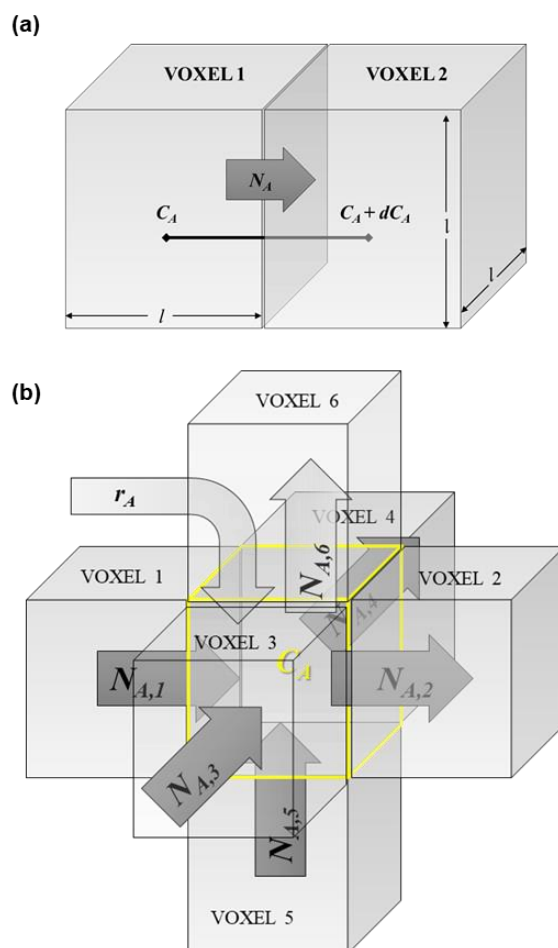 (a)
VOXEL 1
VOXEL 2
N_A
C_A
C_A + dC_A
l
l
l
(b)
VOXEL 6
r_A
VOXEL 4
N_A,6
VOXEL 1
VOXEL 2
N_A,4
VOXEL 3
C_A
N_A,1
N_A,2
N_A,3
N_A,5
VOXEL 5